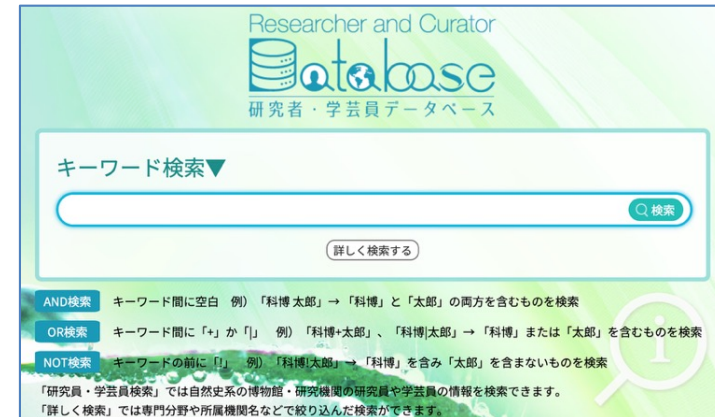 Researcher and Curator
Database
研究者・学芸員データベース
キーワード検索▼
検索
詳しく検索する
AND検索 キーワード間に空白 例）「科博 太郎」→「科博」と「太郎」の両方を含むものを検索
OR検索 キーワード間に「+」か「|」 例）「科博+太郎」、「科博|太郎」→「科博」または「太郎」を含むものを検索
NOT検索 キーワードの前に「!」 例）「科博!太郎」→「科博」を含み「太郎」を含まないものを検索
「研究員・学芸員検索」では自然史系の博物館・研究機関の研究員や学芸員の情報を検索できます。
「詳しく検索」では専門分野や所属機関名などで絞り込んだ検索ができます。